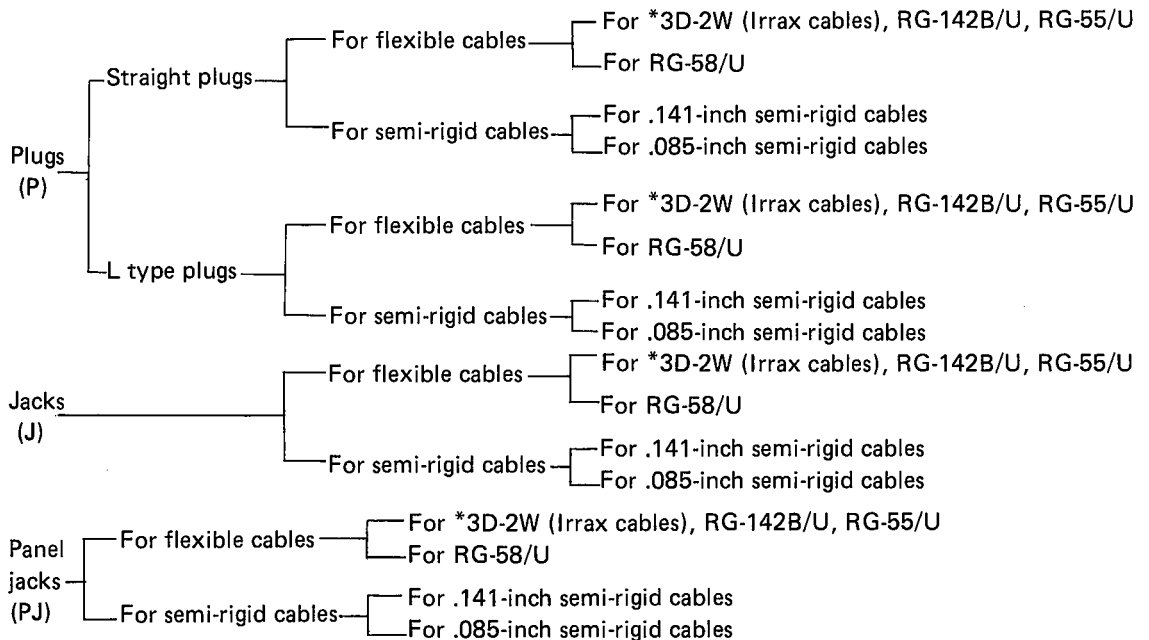 For *3D-2W (Irrax cables), RG-142B/U, RG-55/U
For flexible cables
For RG-58/U
Straight plugs
For .141-inch semi-rigid cables
For semi-rigid cables
For .085-inch semi-rigid cables
Plugs
(P)
For *3D-2W (Irrax cables), RG-142B/U, RG-55/U
For flexible cables
For RG-58/U
L type plugs
For .141-inch semi-rigid cables
For semi-rigid cables
For .085-inch semi-rigid cables
For *3D-2W (Irrax cables), RG-142B/U, RG-55/U
For flexible cables
Jacks
(J)
For RG-58/U
For .141-inch semi-rigid cables
For semi-rigid cables
For .085-inch semi-rigid cables
For *3D-2W (Irrax cables), RG-142B/U, RG-55/U
For flexible cables
For RG-58/U
Panel
jacks
(PJ)
For .141-inch semi-rigid cables
For semi-rigid cables
For .085-inch semi-rigid cables